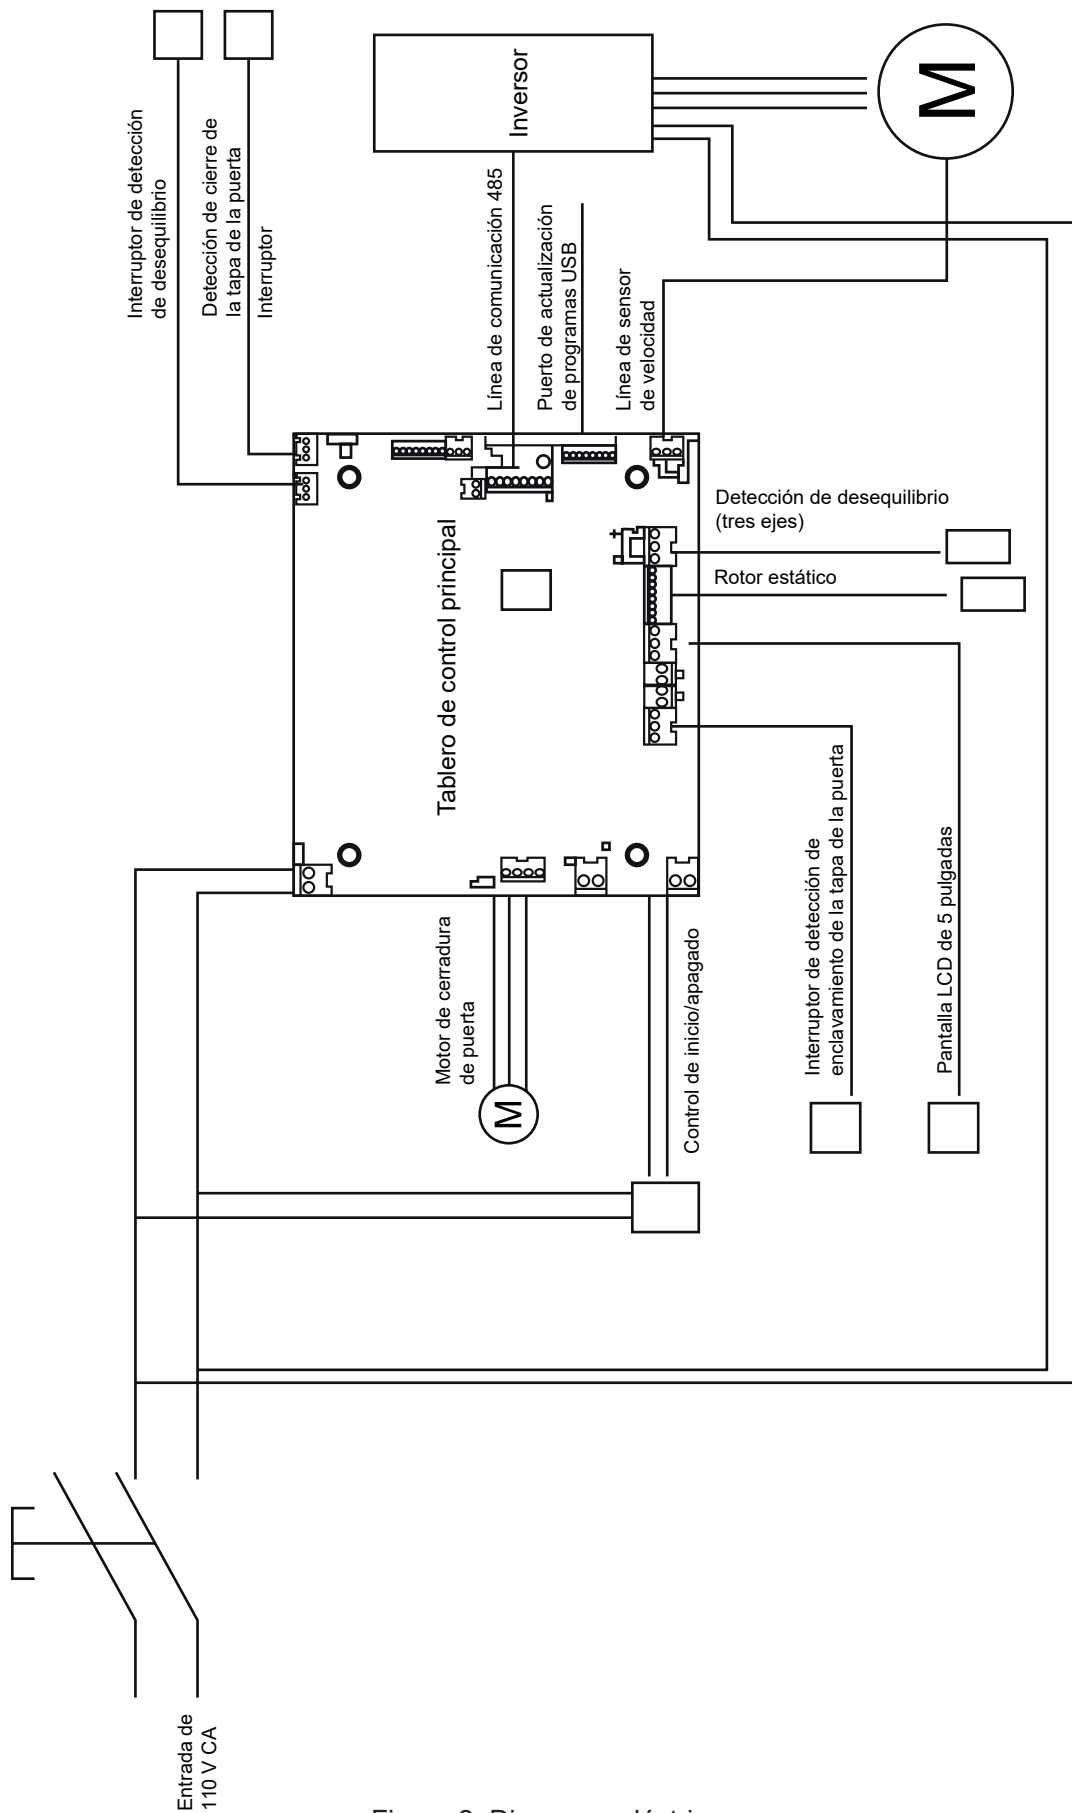 Interruptor de detección
de desequilibrio
Detección de cierre de
la tapa de la puerta
Interruptor
Inversor
M
Línea de comunicación 485
Puerto de actualización
de programas USB
Línea de sensor
de velocidad
Tablero de control principal
Detección de desequilibrio
(tres ejes)
Rotor estático
Motor de cerradura
de puerta
M
Control de inicio/apagado
Interruptor de detección de
enclavamiento de la tapa de la puerta
Pantalla LCD de 5 pulgadas
Entrada de
110 V CA